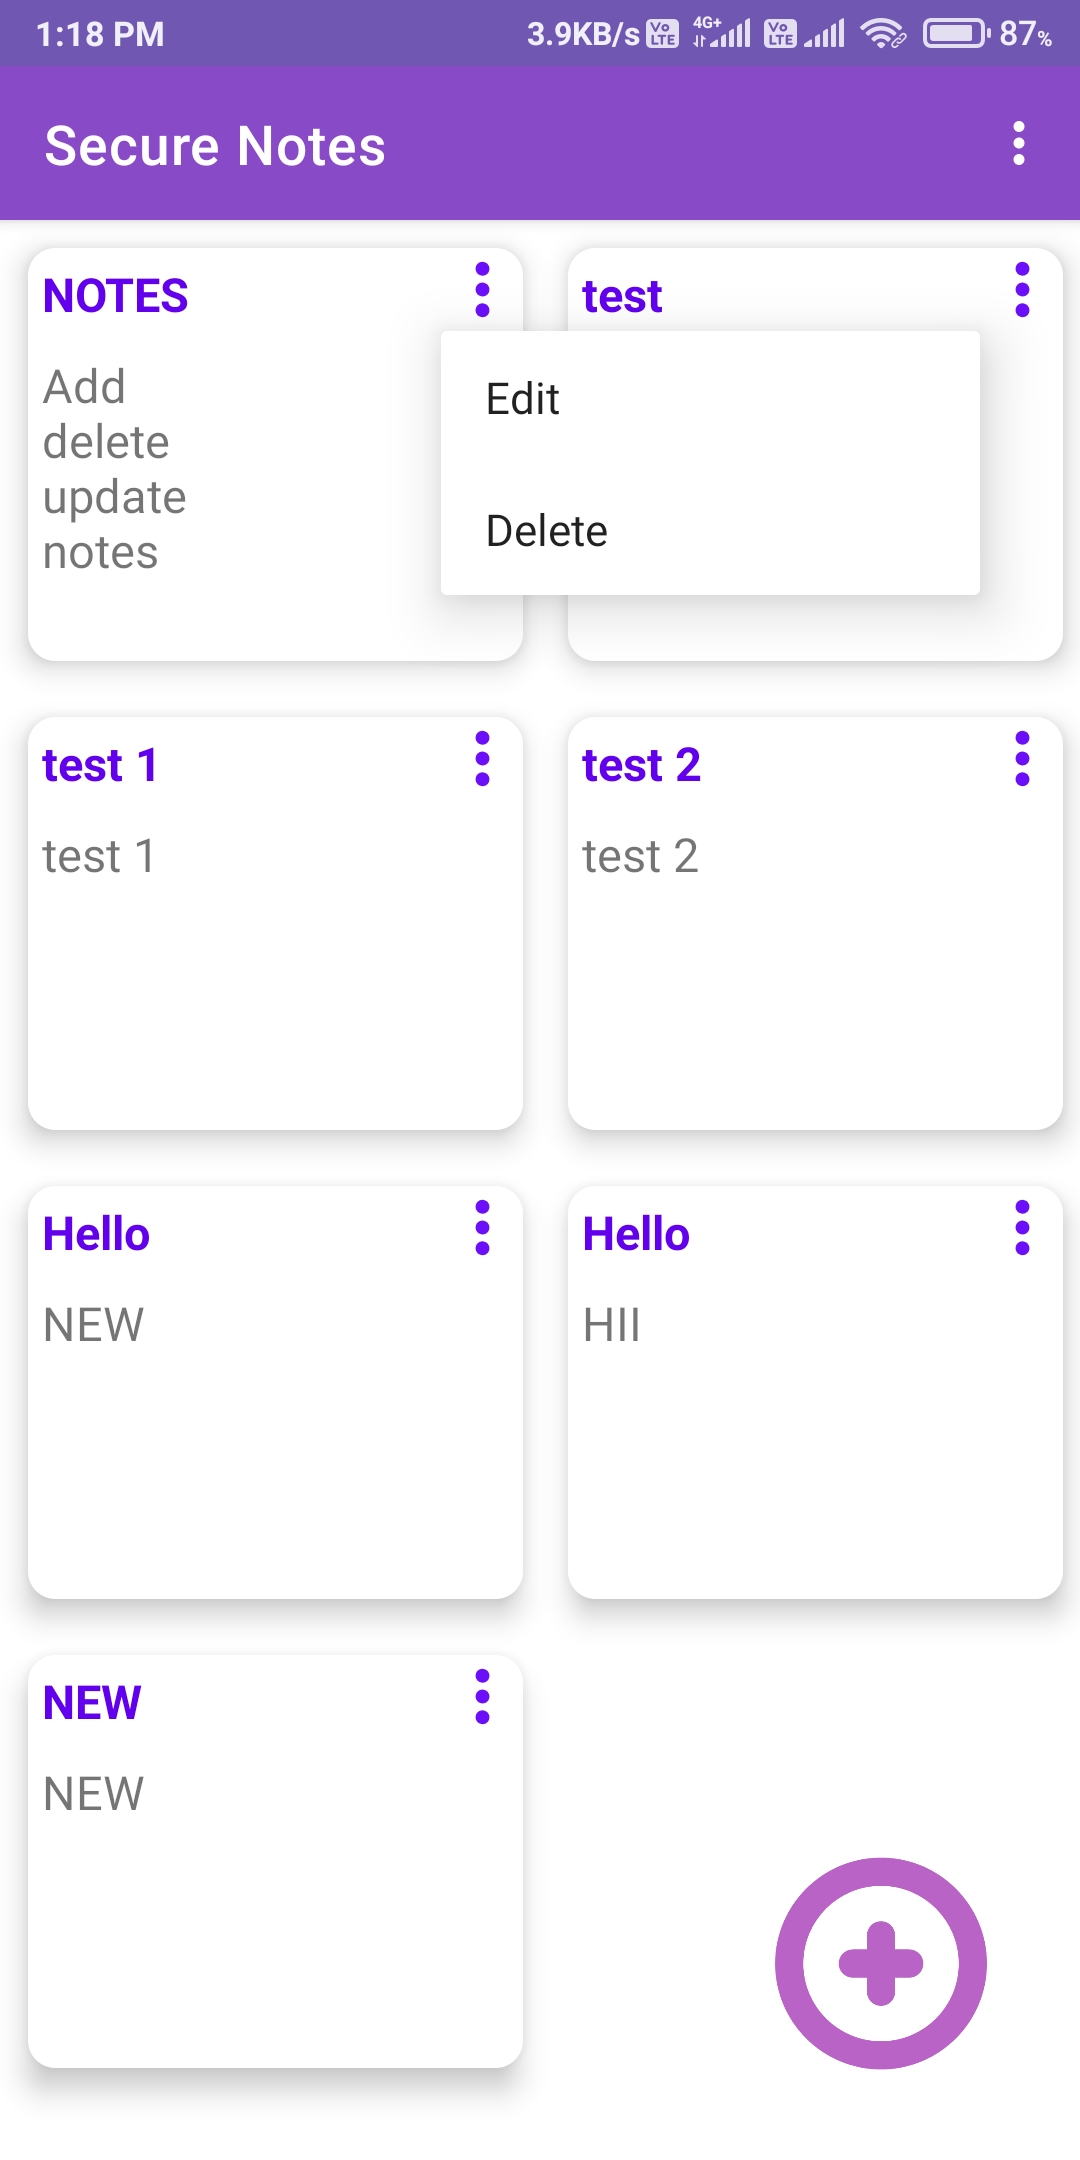 1:18 PM 3.9KB/s Vo LTE 4G+ Vo LTE 87%
Secure Notes
NOTES
Add
delete
update
notes
test
Edit
Delete
test 1
test 1
test 2
test 2
Hello
NEW
Hello
HII
NEW
NEW